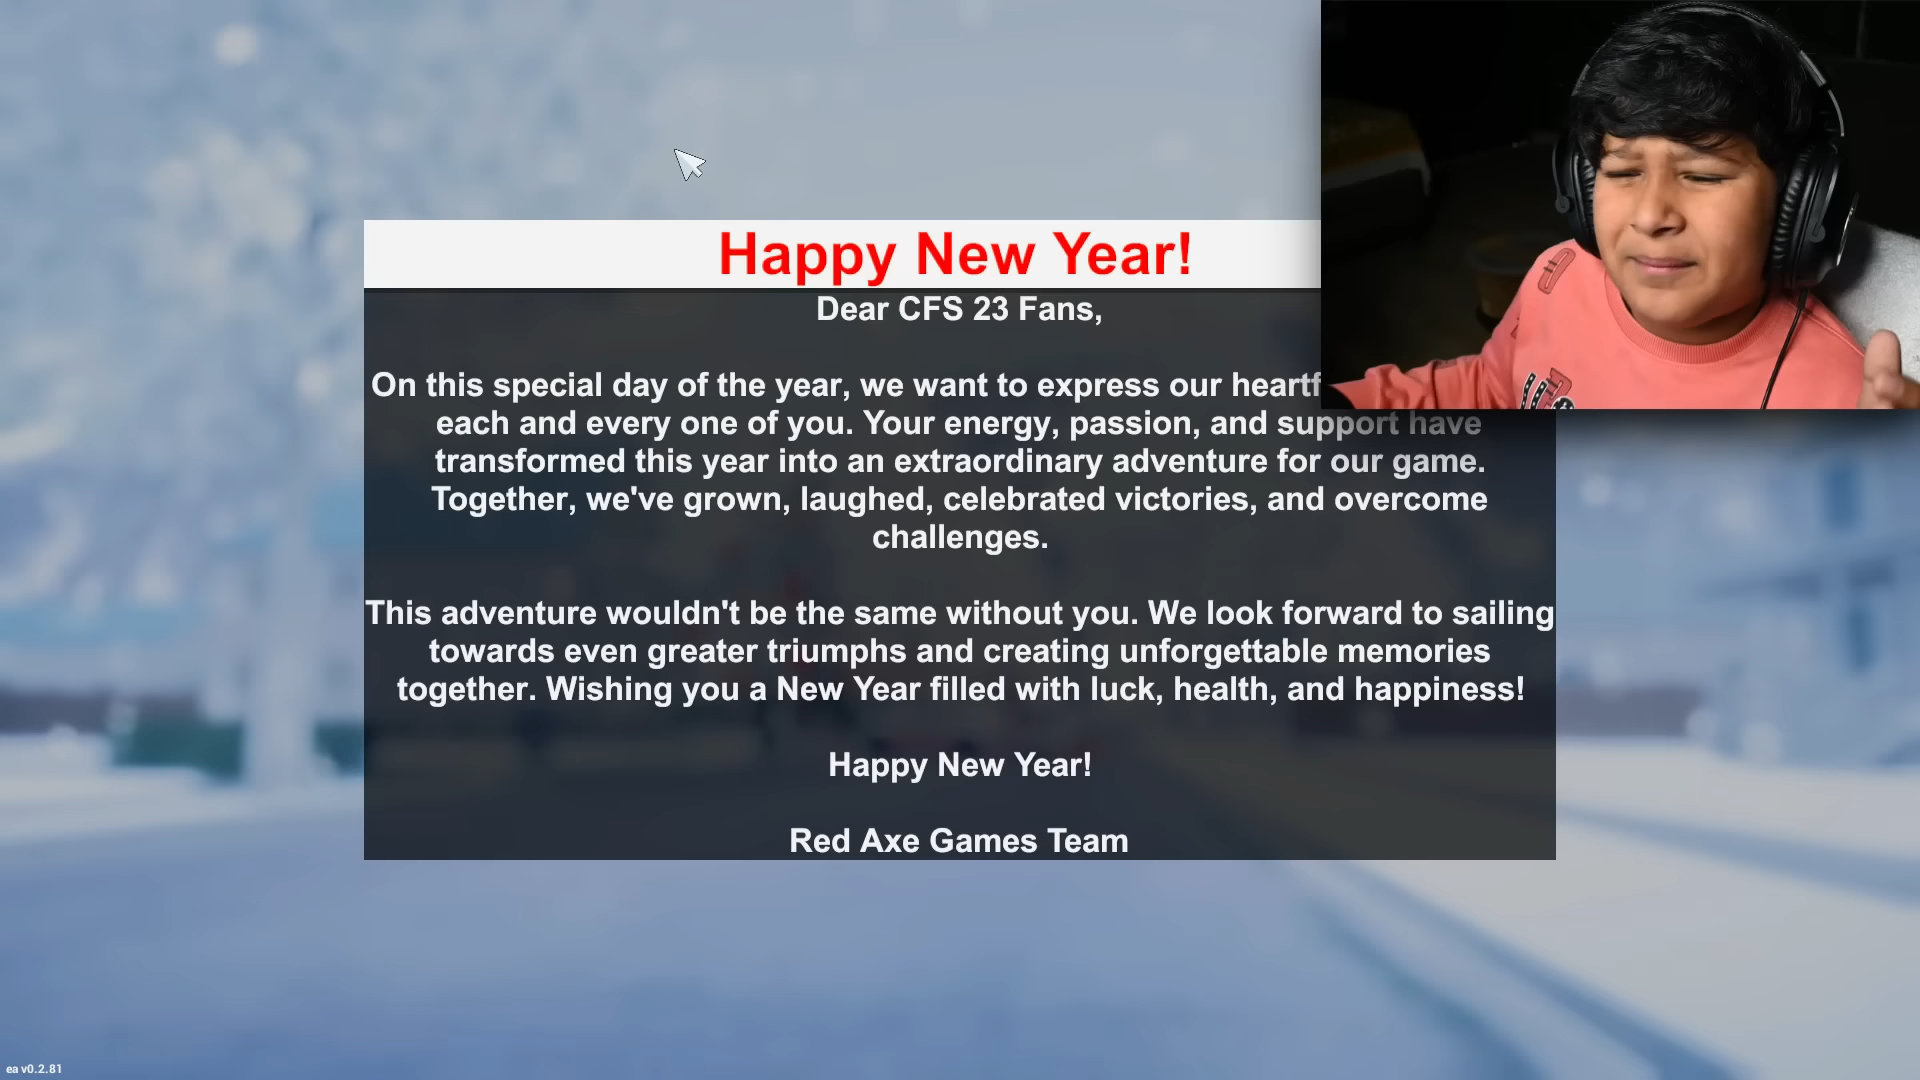 Happy New Year!
Dear CFS 23 Fans,
On this special day of the year, we want to express our
each and every one of you. Your energy, passion, and support have
transformed this year into an extraordinary adventure for our game.
Together, we've grown, laughed, celebrated victories, and overcome
challenges.
This adventure wouldn't be the same without you. We look forward to sailing
towards even greater triumphs and creating unforgettable memories
together. Wishing you a New Year filled with luck, health, and happiness!
Happy New Year!
Red Axe Games Team
ea v0.2.81